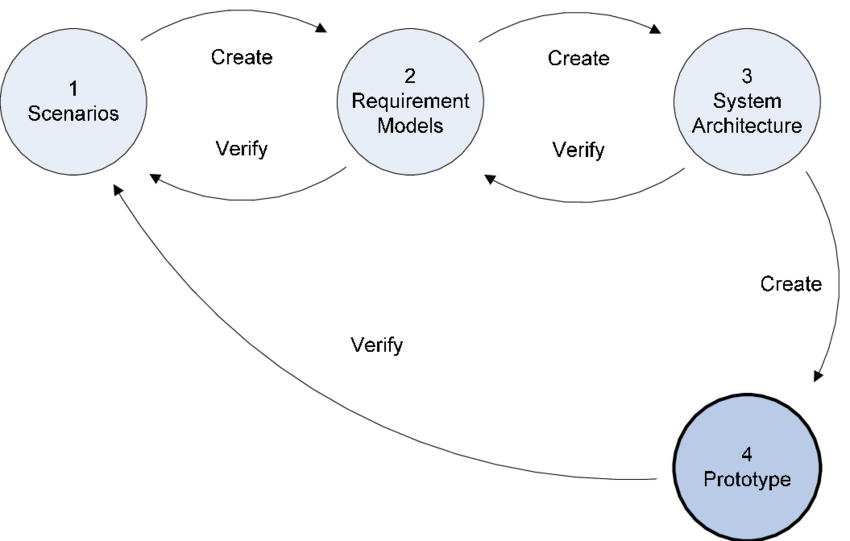 1
Scenarios
Create
Verify
2
Requirement
Models
Create
Verify
3
System
Architecture
Create
Verify
4
Prototype